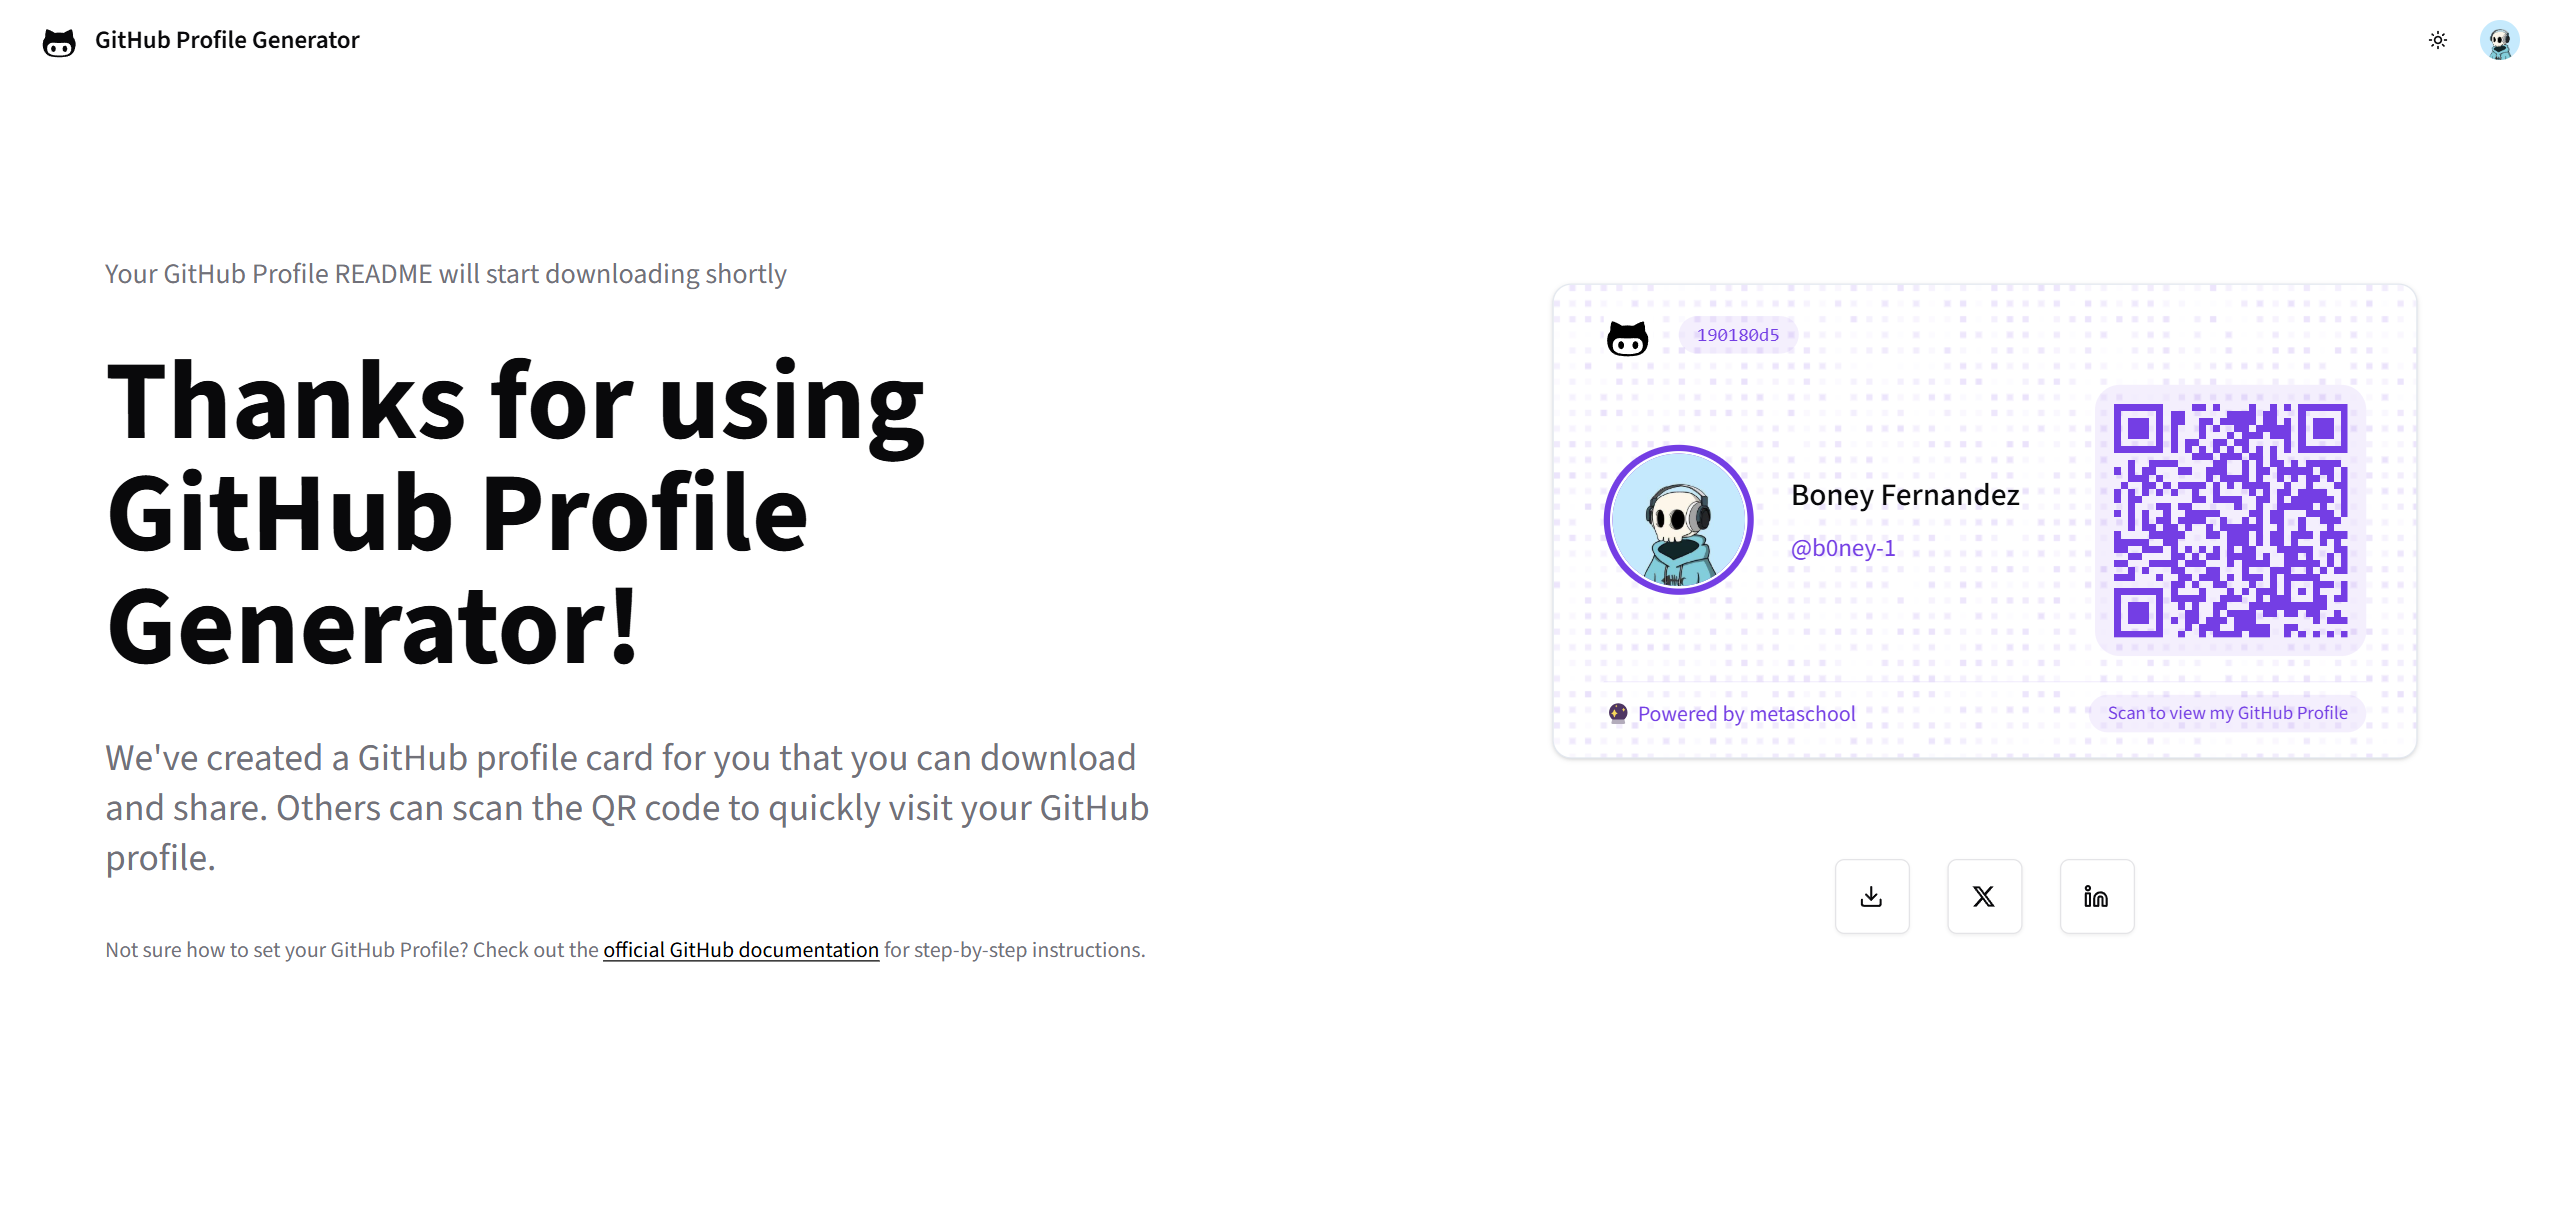 GitHub Profile Generator
Your GitHub Profile README will start downloading shortly
Thanks for using
GitHub Profile
Generator!
We've created a GitHub profile card for you that you can download
and share. Others can scan the QR code to quickly visit your GitHub
profile.
Not sure how to set your GitHub Profile? Check out the official GitHub documentation for step-by-step instructions.
190180d5
Boney Fernandez
@b0ney-1
Powered by metaschool
Scan to view my GitHub Profile